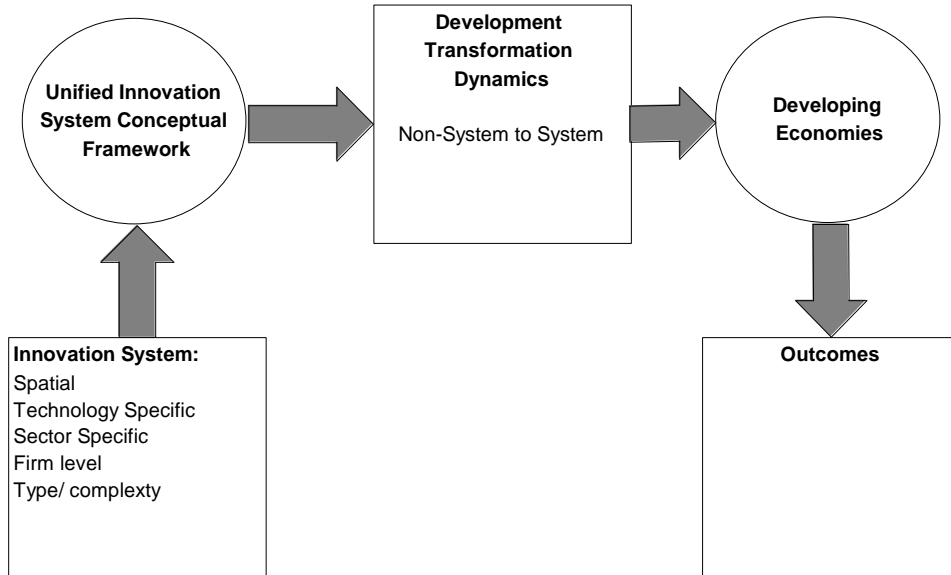 Unified Innovation
System Conceptual
Framework
Development
Transformation
Dynamics
Non-System to System
Developing
Economies
Innovation System:
Spatial
Technology Specific
Sector Specific
Firm level
Type/ complexty
Outcomes